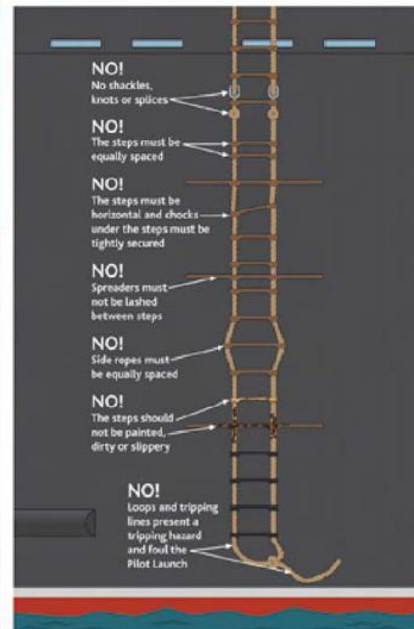 NO!
No shackles,
knots or splices
NO!
The steps must be
equally spaced
NO!
The steps must be
horizontal and chocks
under the steps must be
tightly secured
NO!
Spreaders must
not be lashed
between steps
NO!
Side ropes must
be equally spaced
NO!
The steps should
not be painted,
dirty or slippery
NO!
Loops and tripping
lines present a
tripping hazard
and foul the
Pilot Launch